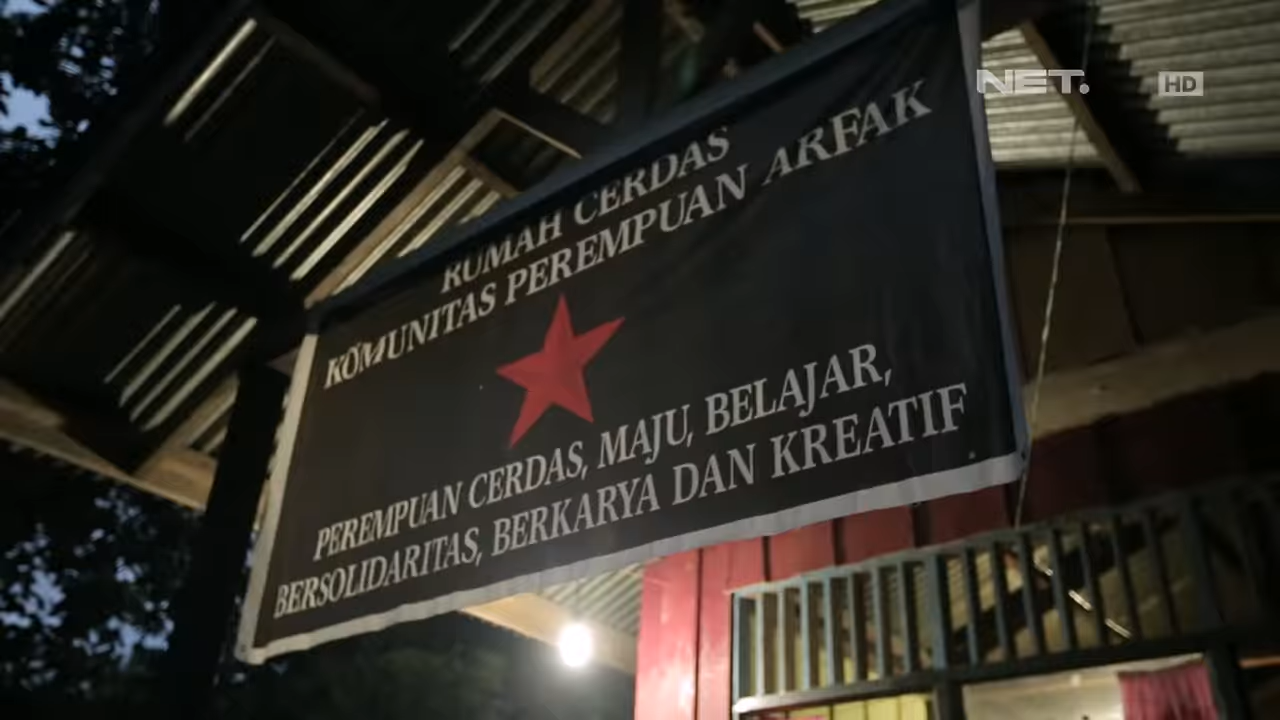 NET.
HD
RUMAH CERDAS
KOMUNITAS PEREMPUAN ARFAK
PEREMPUAN CERDAS, MAJU, BELAJAR,
BERSOLIDARITAS, BERKARYA DAN KREATIF